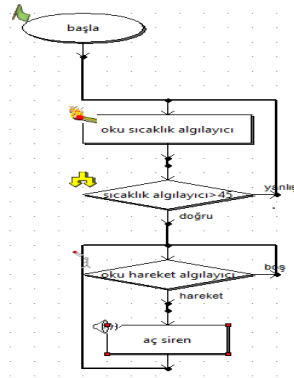 başla
oku sıcaklık algılayıcı
sıcaklık algılayıcı>45
yanlış
doğru
oku hareket algılayıcı
boş
hareket
aç siren